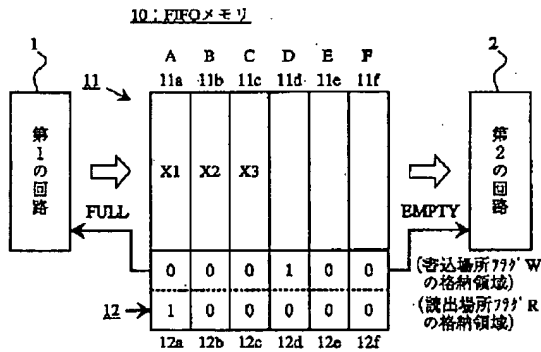 10：FIFOメモリ
1
2
A B C D E F
11
11a 11b 11c 11d 11e 11f
第1の回路
第2の回路
X1 X2 X3
FULL
EMPTY
0 0 0 1 0 0
(書込場所フラグW
の格納領域)
12
1 0 0 0 0 0
(読出場所フラグR
の格納領域)
12a 12b 12c 12d 12e 12f